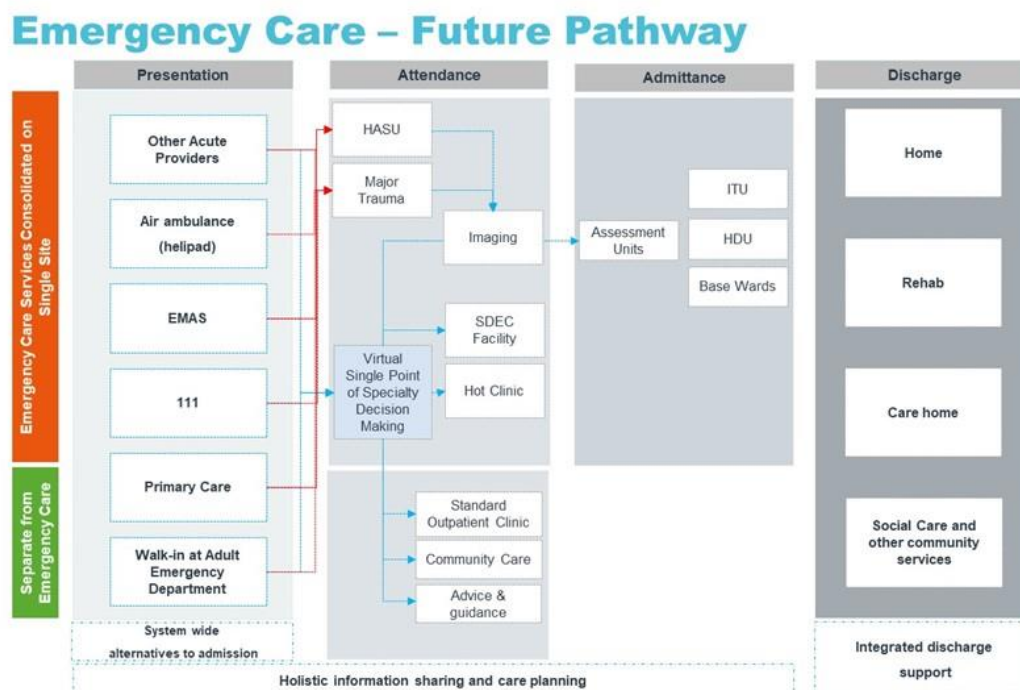 Emergency Care – Future Pathway
Presentation
Attendance
Admittance
Discharge
Emergency Care Services Consolidated on
Single Site
Separate from
Emergency Care
Other Acute
Providers
Air ambulance
(helipad)
EMAS
111
Primary Care
Walk-in at Adult
Emergency
Department
System wide
alternatives to admission
HASU
Major
Trauma
Imaging
SDEC
Facility
Virtual
Single Point
of Specialty
Decision
Making
Hot Clinic
Standard
Outpatient Clinic
Community Care
Advice &
guidance
Assessment
Units
ITU
HDU
Base Wards
Home
Rehab
Care home
Social Care and
other community
services
Integrated discharge
support
Holistic information sharing and care planning